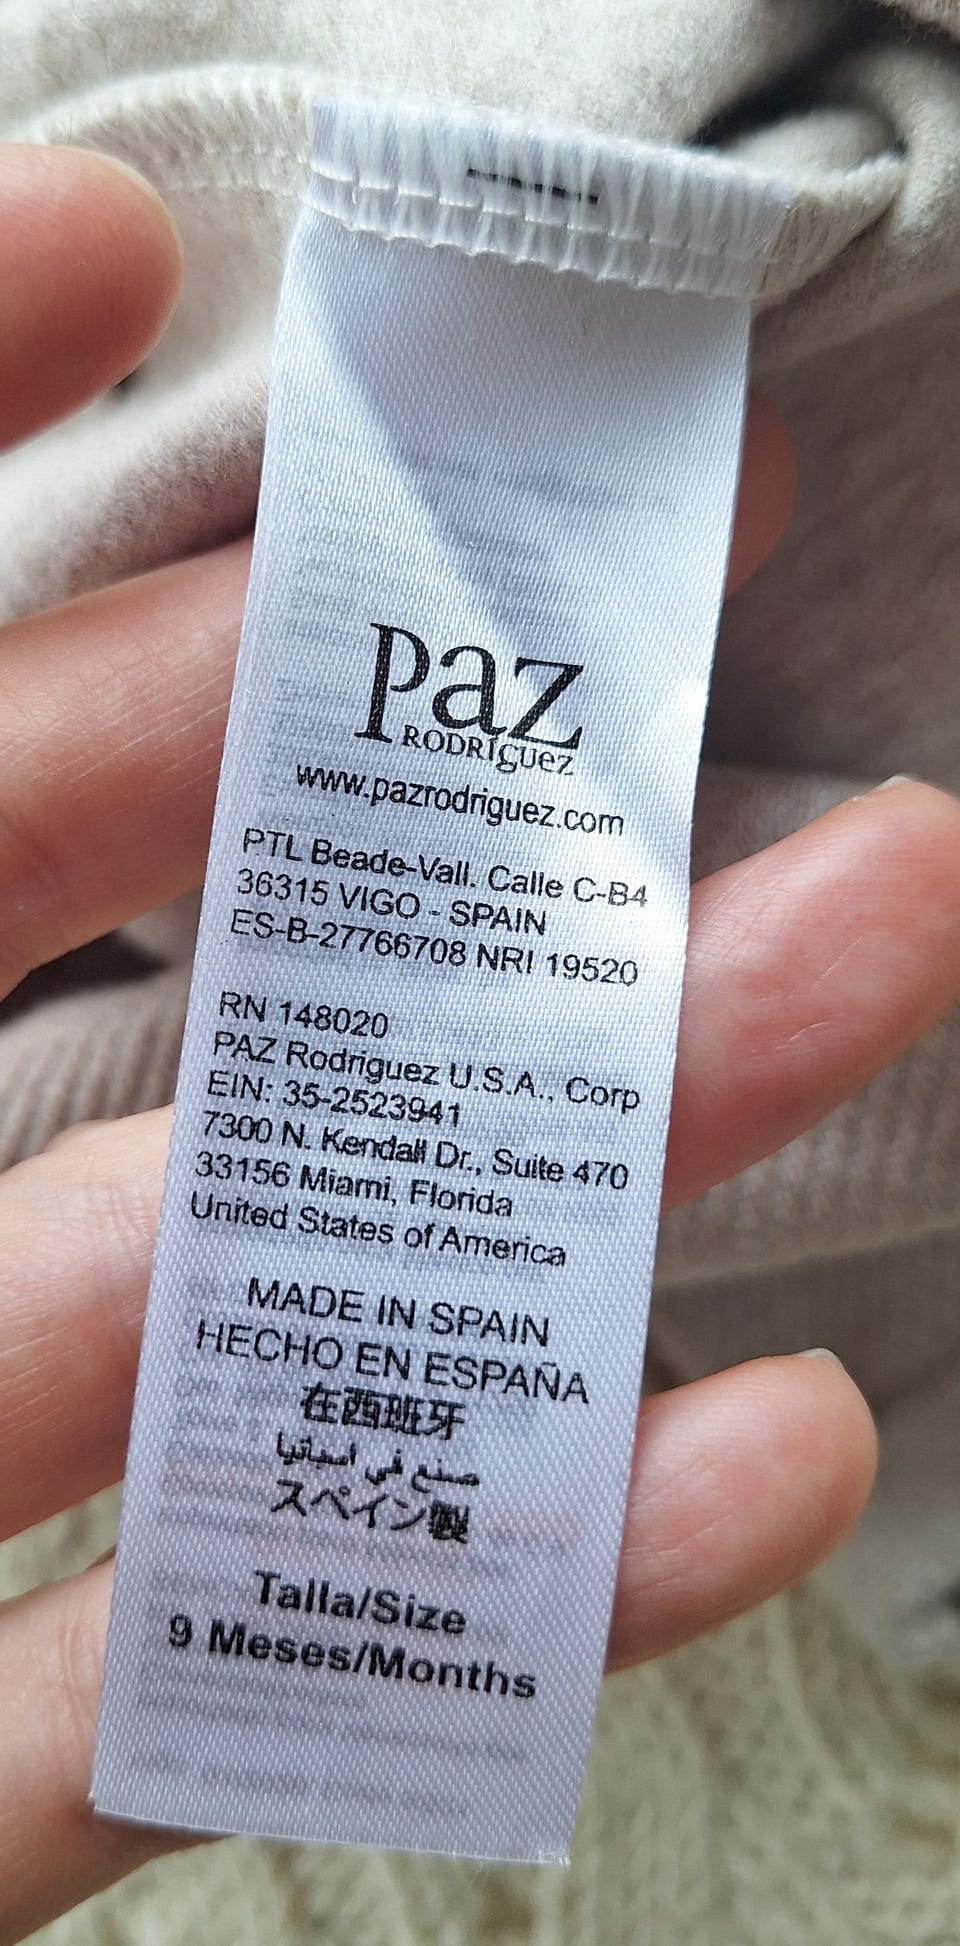 Paz
RODRÍGUEZ
www.pazrodriguez.com
PTL Beade-Vall. Calle C-B4
36315 VIGO - SPAIN
ES-B-27766708 NRI 19520
RN 148020
PAZ Rodriguez U.S.A., Corp
EIN: 35-2523941
7300 N. Kendall Dr., Suite 470
33156 Miami, Florida
United States of America
MADE IN SPAIN
HECHO EN ESPAÑA
在西班牙
صنع في اسبانيا
スペイン製
Talla/Size
9 Meses/Months